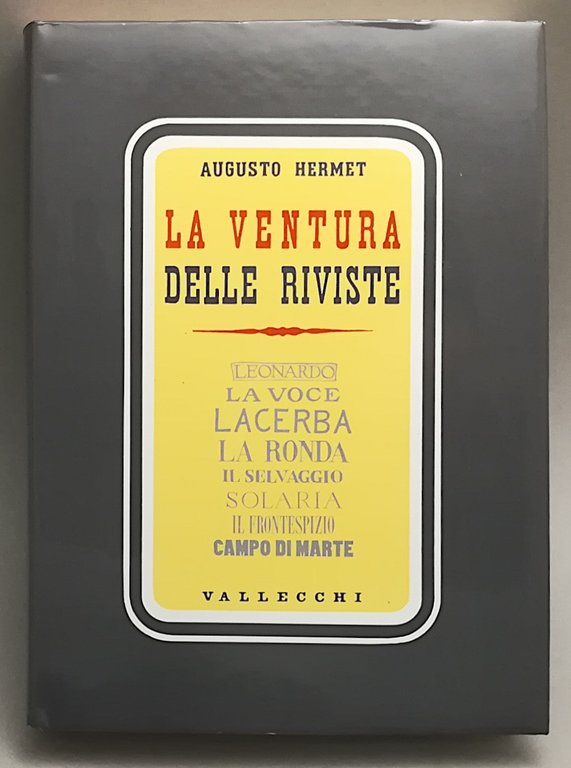 AUGUSTO HERMET
LA VENTURA
DELLE RIVISTE
LEONARDO
LA VOCE
LACERBA
LA RONDA
IL SELVAGGIO
SOLARIA
IL FRONTESPIZIO
CAMPO DI MARTE
VALLECCHI